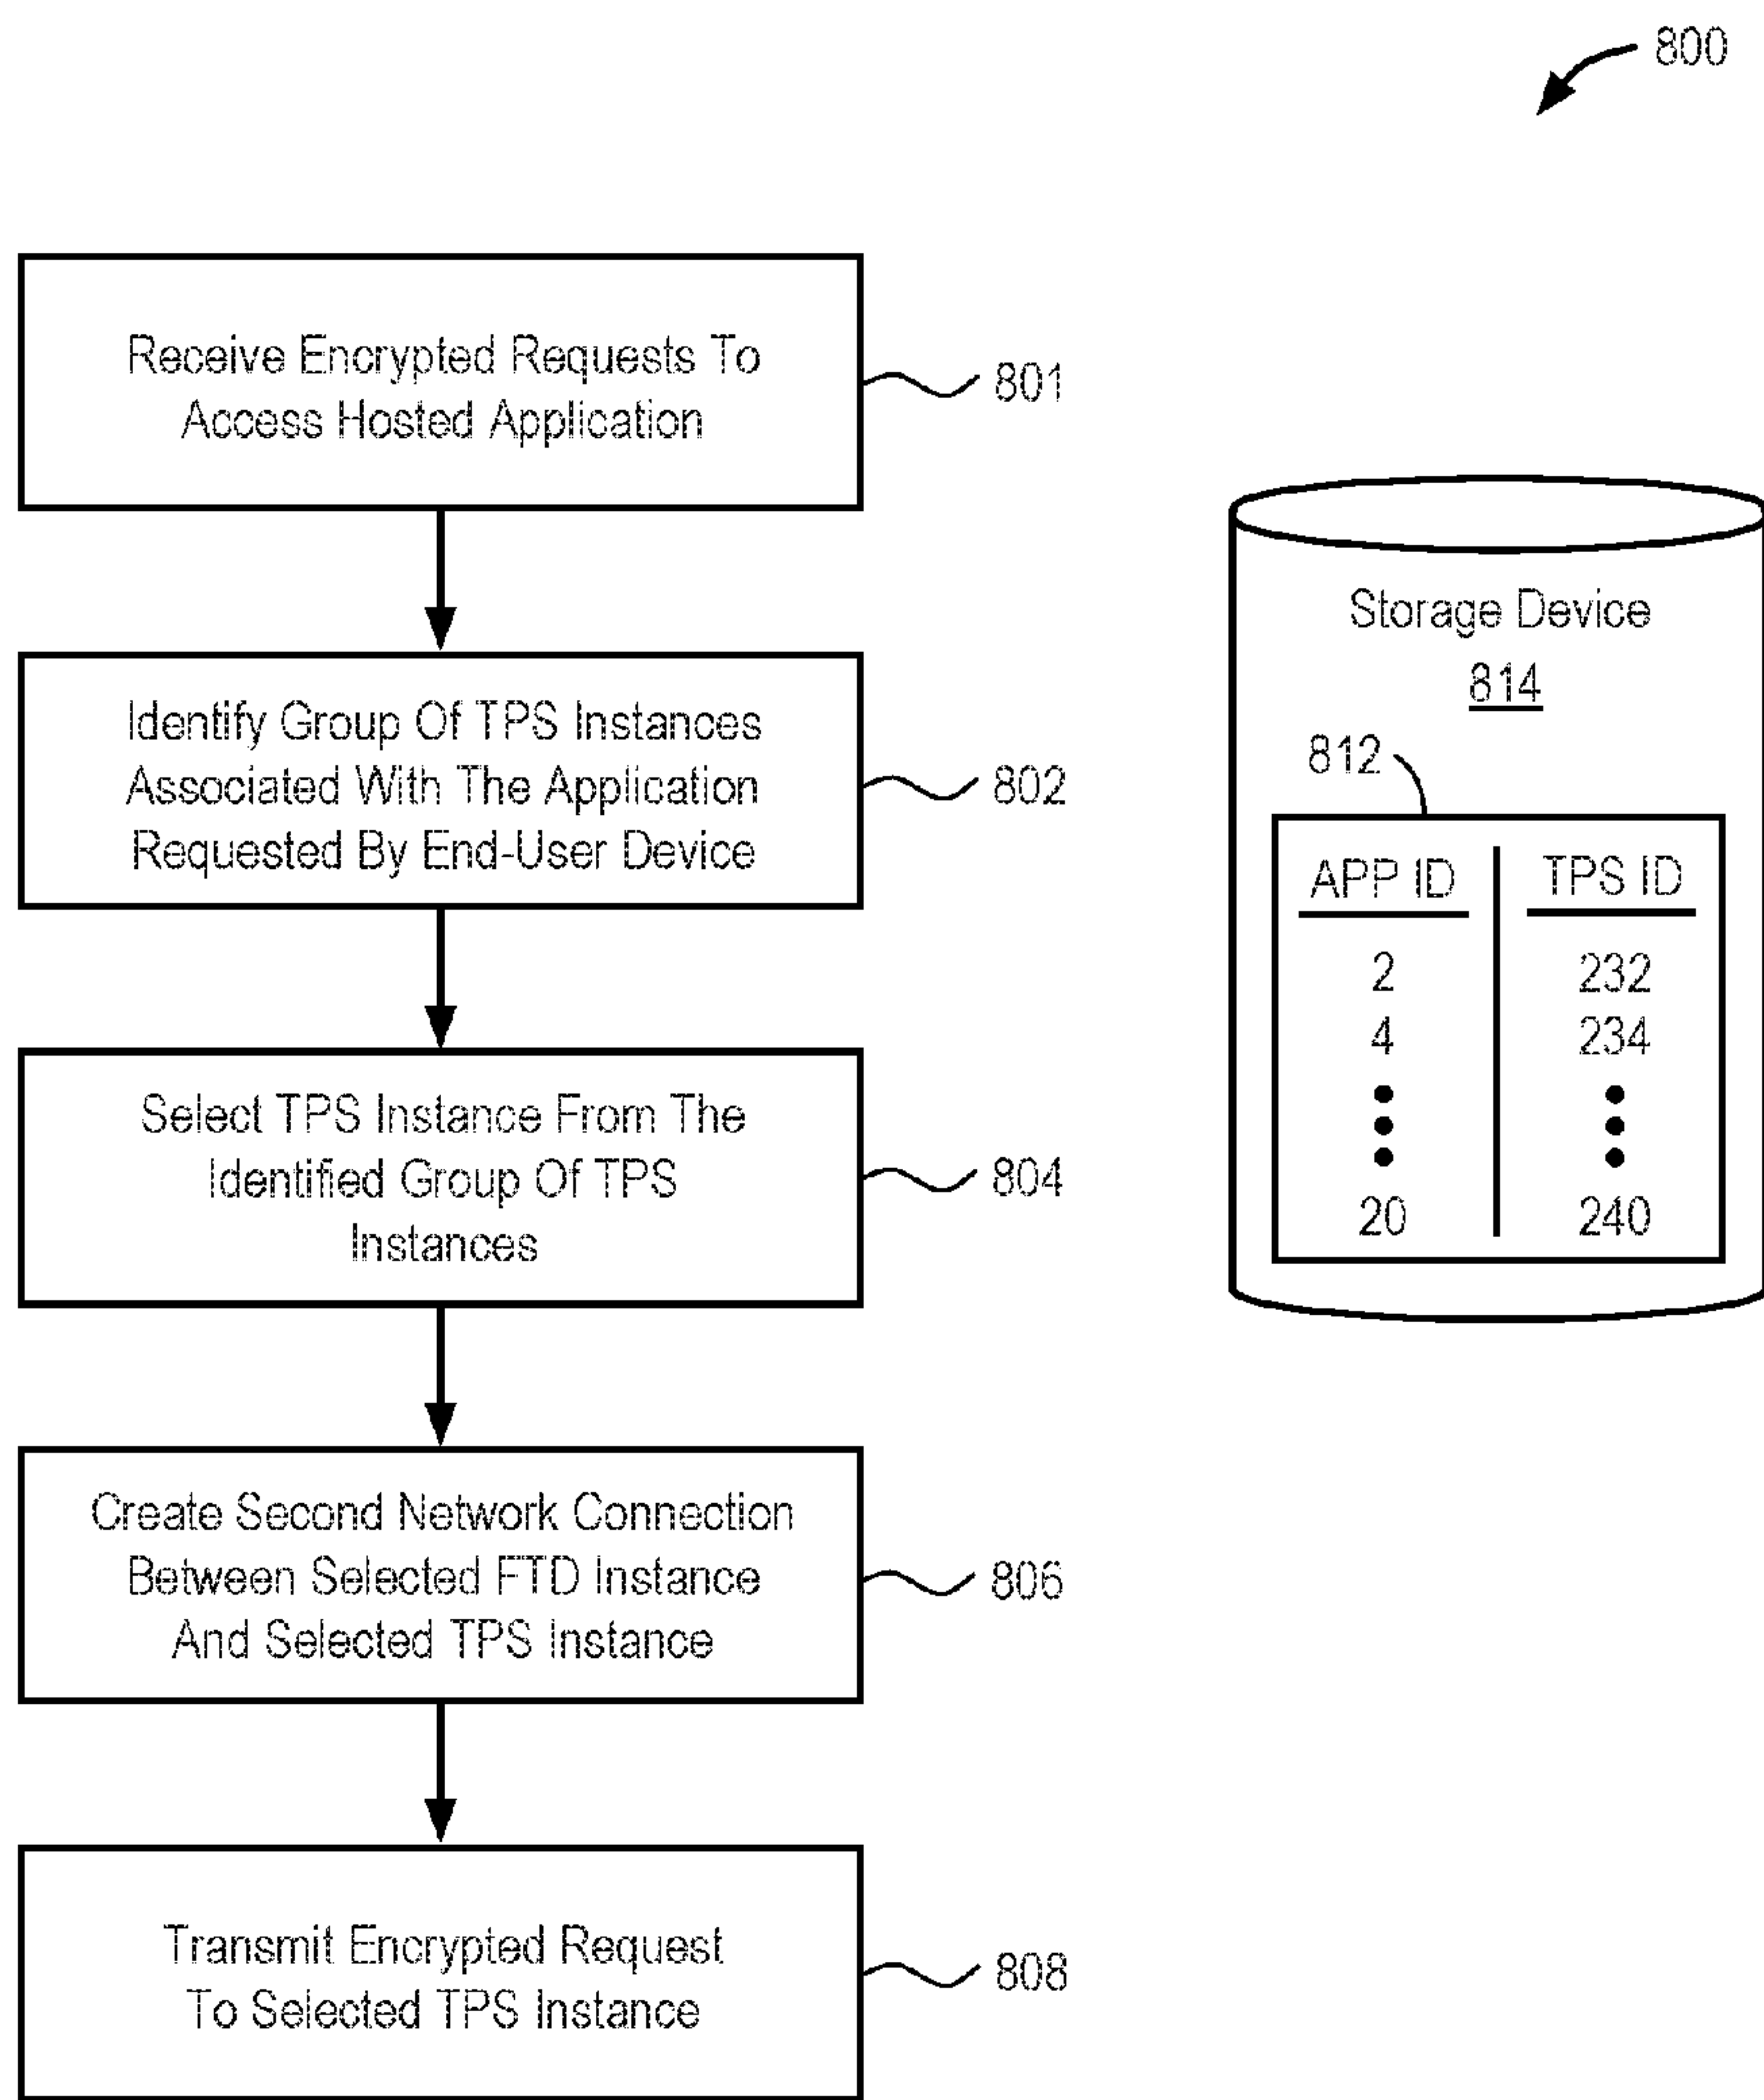 800
Receive Encrypted Requests To
Access Hosted Application
801
Identify Group Of TPS Instances
Associated With The Application
Requested By End-User Device
802
Select TPS Instance From The
Identified Group Of TPS
Instances
804
Create Second Network Connection
Between Selected FTD Instance
And Selected TPS Instance
806
Transmit Encrypted Request
To Selected TPS Instance
808
Storage Device
814
812
APP ID TPS ID
2 232
4 234
20 240